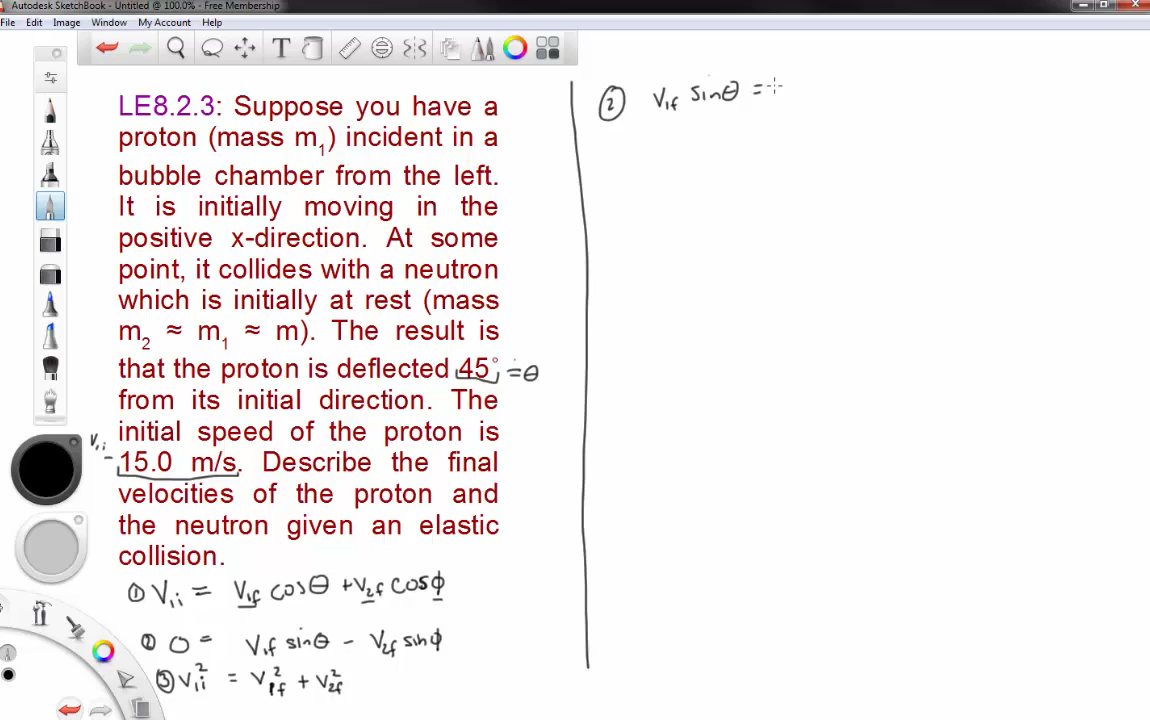 Autodesk SketchBook - Untitled @ 100.0% - Free Membership
File Edit Image Window My Account Help
LE8.2.3: Suppose you have a
proton (mass m₁) incident in a
bubble chamber from the left.
It is initially moving in the
positive x-direction. At some
point, it collides with a neutron
which is initially at rest (mass
m₂ ≈ m₁ ≈ m). The result is
that the proton is deflected 45° = θ
from its initial direction. The
initial speed of the proton is
V₁ᵢ
15.0 m/s. Describe the final
velocities of the proton and
the neutron given an elastic
collision.
① V₁ᵢ = V₁f cosθ + V₂f cosϕ
② 0 = V₁f sinθ - V₂f sinϕ
③ V₁ᵢ² = V₁f² + V₂f²
② V₁f sinθ =